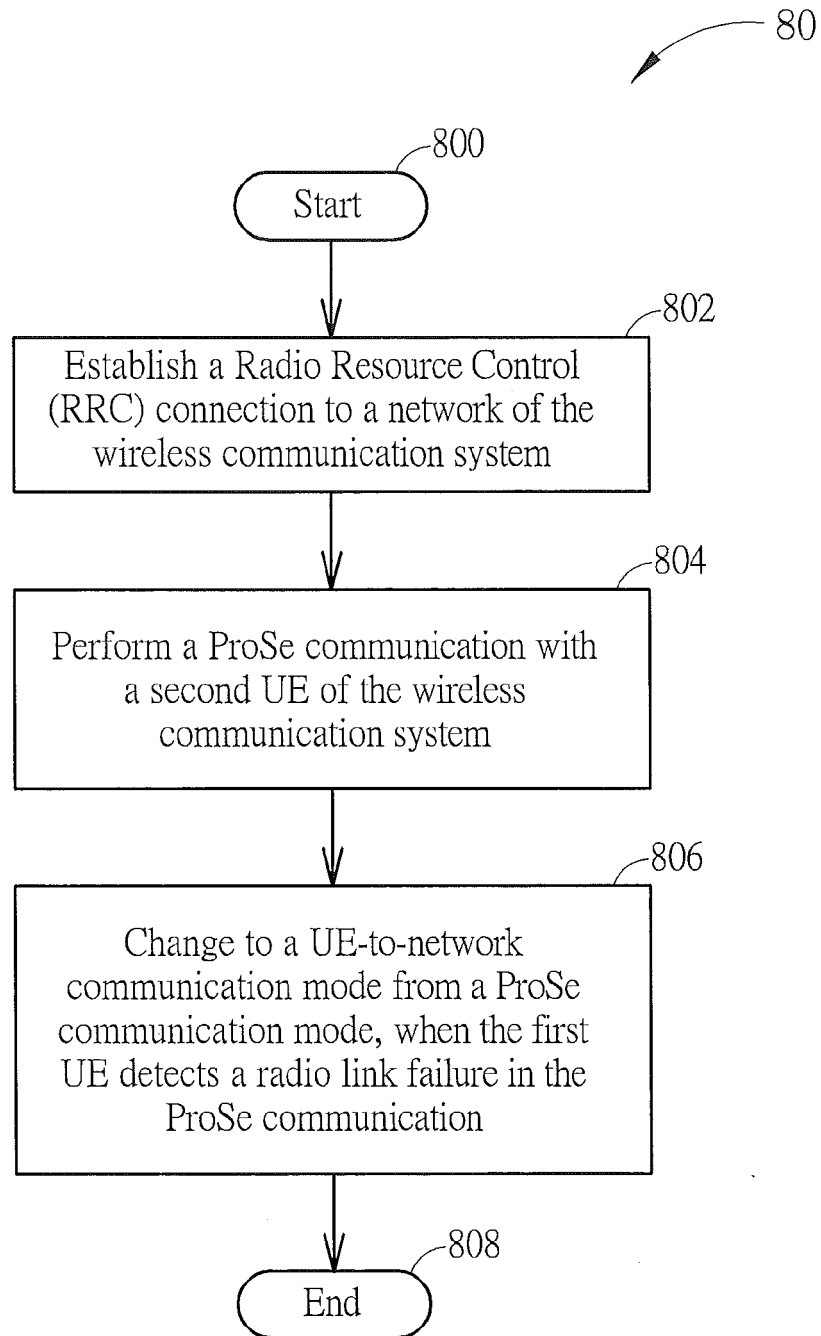 80
800
Start
802
Establish a Radio Resource Control
(RRC) connection to a network of the
wireless communication system
804
Perform a ProSe communication with
a second UE of the wireless
communication system
806
Change to a UE-to-network
communication mode from a ProSe
communication mode, when the first
UE detects a radio link failure in the
ProSe communication
808
End